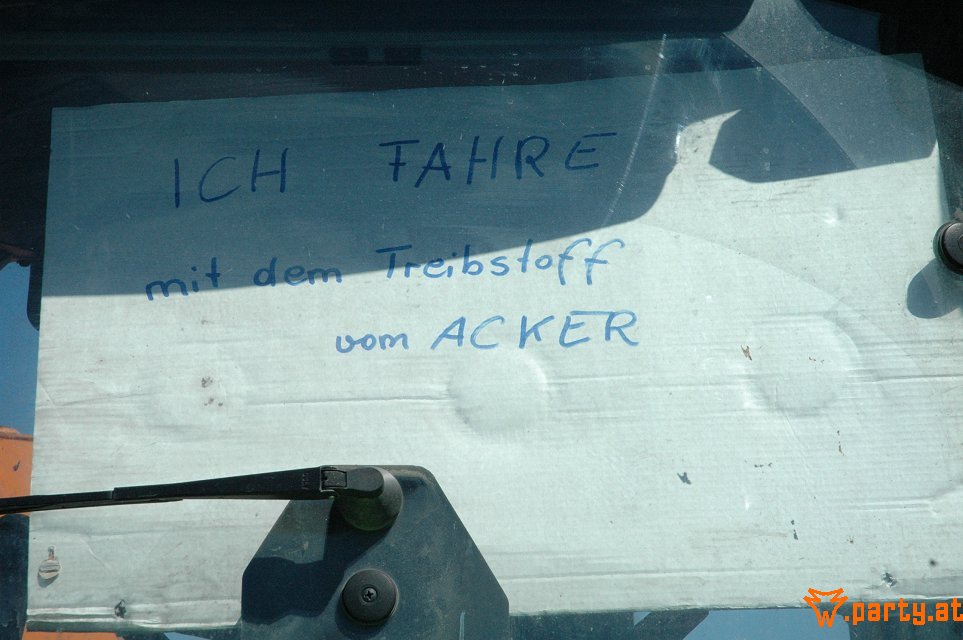 ICH FAHRE
mit dem Treibstoff
vom ACKER
.party.at